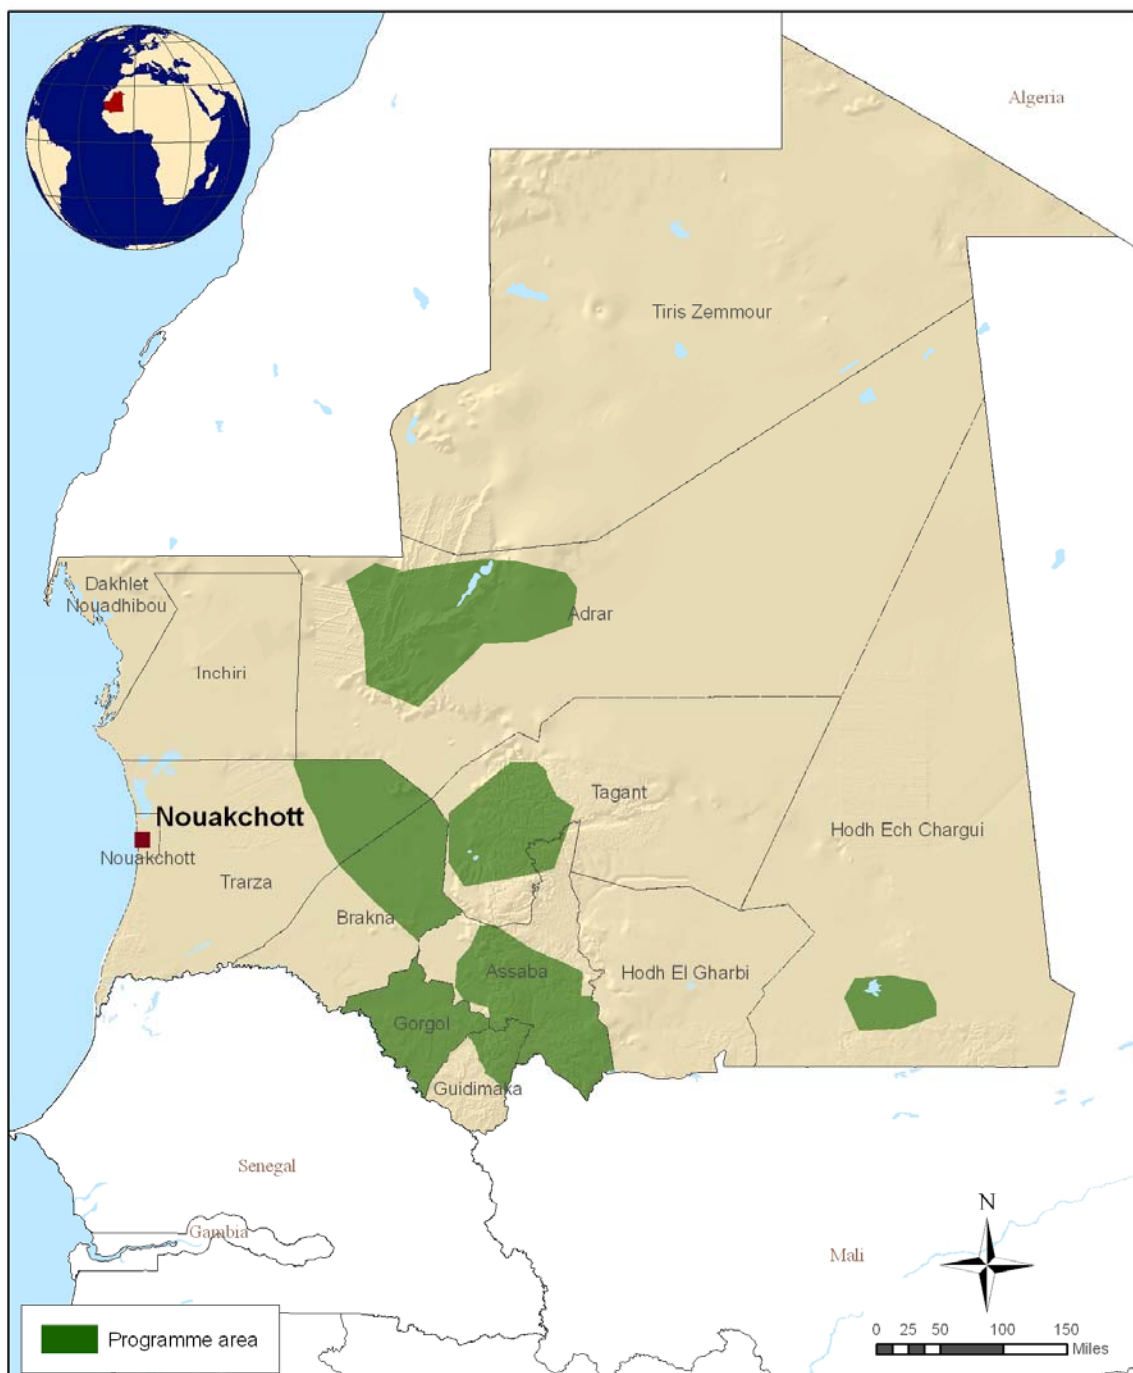 Algeria
Tiris Zemmour
Dakhlet
Nouadhibou
Adrar
Inchiri
Tagant
Nouakchott
Hodh Ech Chargui
Nouakchott
Trarza
Brakna
Assaba
Hodh El Gharbi
Gorgol
Guidimaka
Senegal
N
Gambia
Mali
Programme area
0 25 50 100 150
Miles